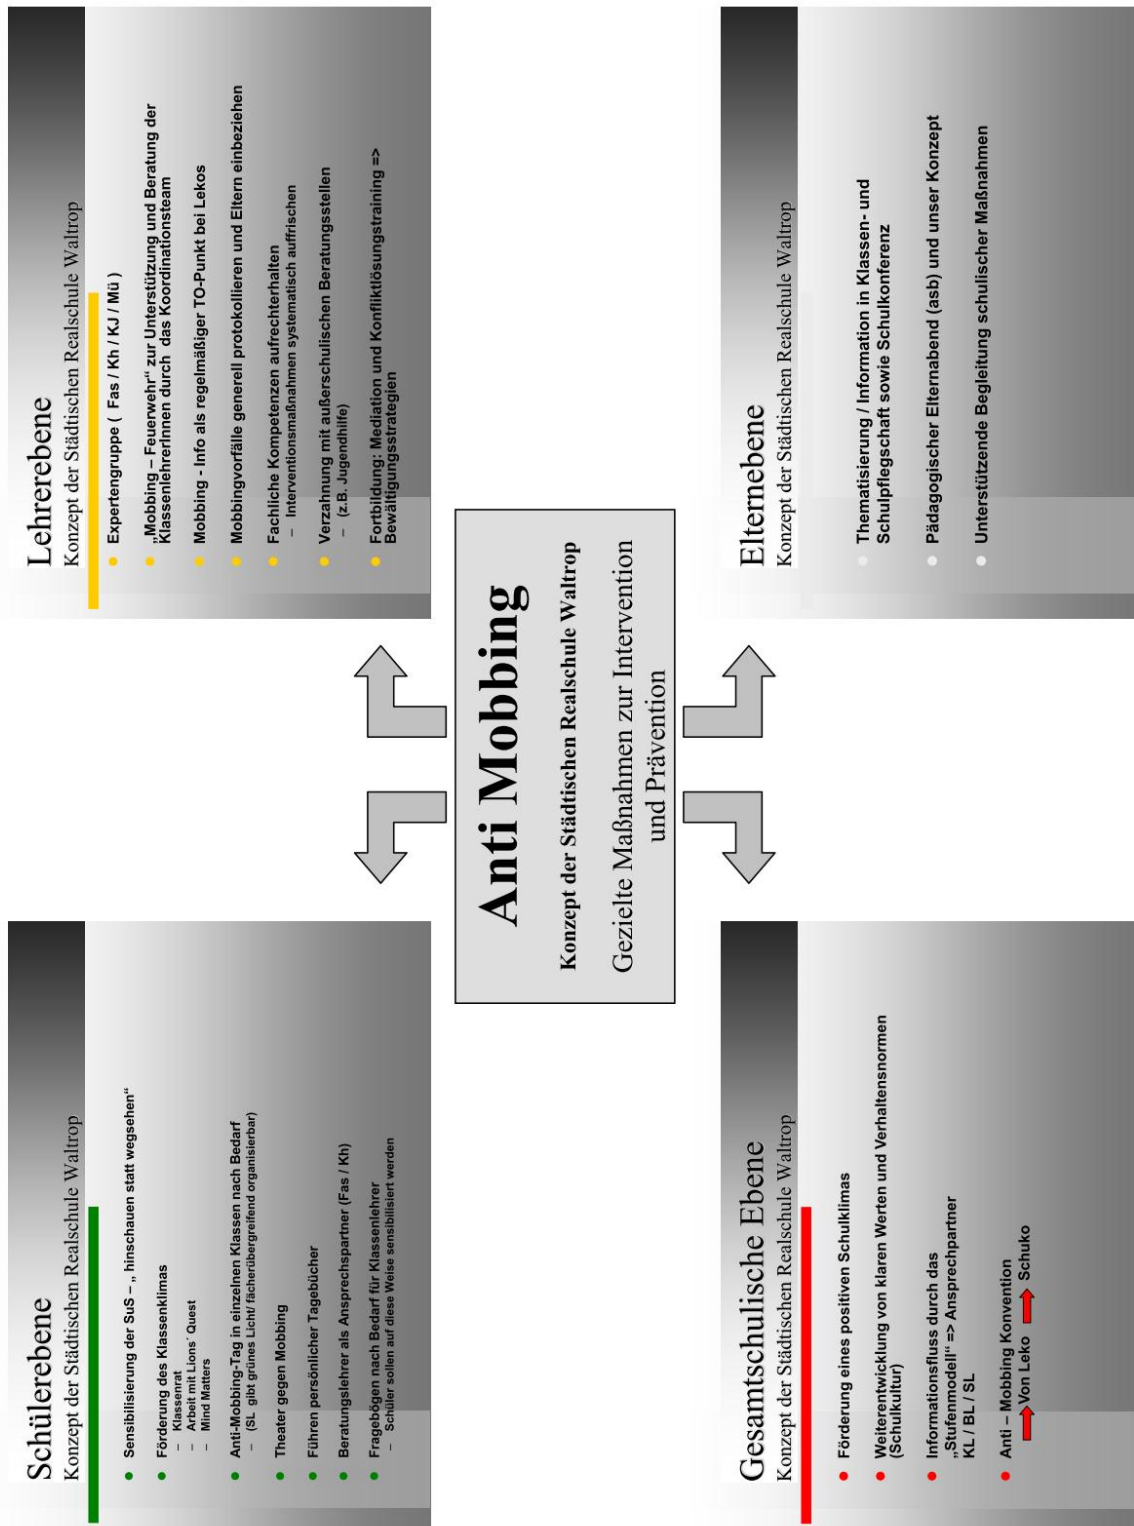 Schülerebene
Konzept der Städtischen Realschule Waltrop
Sensibilisierung der SuS – „ hinschauen statt wegsehen“
Förderung des Klassenklimas
– Klassenrat
– Arbeit mit Lions´ Quest
– Mind Matters
Anti-Mobbing-Tag in einzelnen Klassen nach Bedarf
– (SL gibt grünes Licht/ fächerübergreifend organisierbar)
Theater gegen Mobbing
Führen persönlicher Tagebücher
Beratungslehrer als Ansprechspartner (Fas / Kh)
Fragebögen nach Bedarf für Klassenlehrer
– Schüler sollen auf diese Weise sensibilisiert werden
Lehrerebene
Konzept der Städtischen Realschule Waltrop
Expertengruppe ( Fas / Kh / KJ / Mü )
„Mobbing – Feuerwehr“ zur Unterstützung und Beratung der
KlassenlehrerInnen durch das Koordinationsteam
Mobbing - Info als regelmäßiger TO-Punkt bei Lekos
Mobbingvorfälle generell protokollieren und Eltern einbeziehen
Fachliche Kompetenzen aufrechterhalten
– Interventionsmaßnahmen systematisch auffrischen
Verzahnung mit außerschulischen Beratungsstellen
– (z.B. Jugendhilfe)
Fortbildung: Mediation und Konfliktlösungstraining =>
Bewältigungsstrategien
Anti Mobbing
Konzept der Städtischen Realschule Waltrop
Gezielte Maßnahmen zur Intervention
und Prävention
Gesamtschulische Ebene
Konzept der Städtischen Realschule Waltrop
Förderung eines positiven Schulklimas
Weiterentwicklung von klaren Werten und Verhaltensnormen
(Schulkultur)
Informationsfluss durch das
„Stufenmodell“ => Ansprechpartner
KL / BL / SL
Anti – Mobbing Konvention
Von Leko Schuko
Elternebene
Konzept der Städtischen Realschule Waltrop
Thematisierung / Information in Klassen- und
Schulpflegschaft sowie Schulkonferenz
Pädagogischer Elternabend (asb) und unser Konzept
Unterstützende Begleitung schulischer Maßnahmen